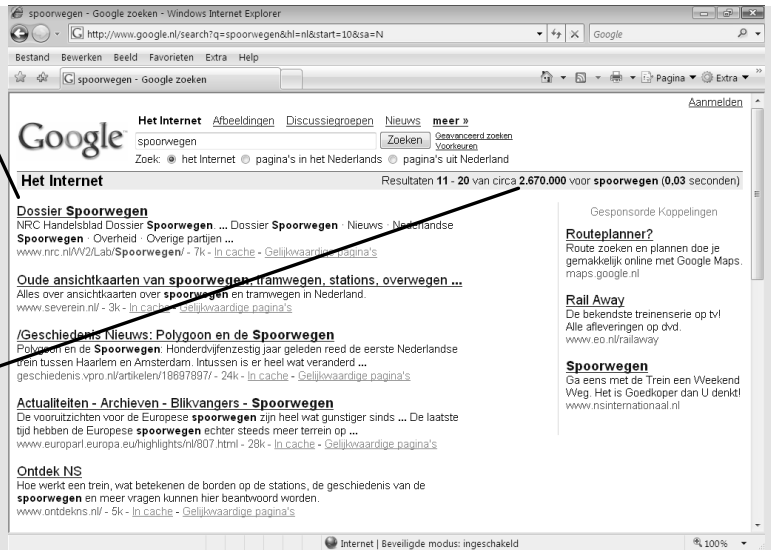 spoorwegen - Google zoeken - Windows Internet Explorer
http://www.google.nl/search?q=spoorwegen&hl=nl&start=10&sa=N
Google
Bestand Bewerken Beeld Favorieten Extra Help
spoorwegen - Google zoeken
Pagina Extra
Aanmelden
Google
Het Internet Afbeeldingen Discussiegroepen Nieuws meer »
spoorwegen
Zoeken
Geavanceerd zoeken
Voorkeuren
Zoek: het Internet pagina's in het Nederlands pagina's uit Nederland
Het Internet
Resultaten 11 - 20 van circa 2.670.000 voor spoorwegen (0,03 seconden)
Dossier Spoorwegen
NRC Handelsblad Dossier Spoorwegen. ... Dossier Spoorwegen · Nieuws · Nederlandse
Spoorwegen · Overheid · Overige partijen ...
www.nrc.nl/W2/Lab/Spoorwegen/ - 7k - In cache - Gelijkwaardige pagina's
Oude ansichtkaarten van spoorwegen, tramwegen, stations, overwegen ...
Alles over ansichtkaarten over spoorwegen en tramwegen in Nederland.
www.severein.nl/ - 3k - In cache - Gelijkwaardige pagina's
/Geschiedenis Nieuws: Polygoon en de Spoorwegen
Polygoon en de Spoorwegen: Honderdvijfenzestig jaar geleden reed de eerste Nederlandse
trein tussen Haarlem en Amsterdam. Intussen is er heel wat veranderd ...
geschiedenis.vpro.nl/artikelen/18697897/ - 24k - In cache - Gelijkwaardige pagina's
Actualiteiten - Archieven - Blikvangers - Spoorwegen
De vooruitzichten voor de Europese spoorwegen zijn heel wat gunstiger sinds ... De laatste
tijd hebben de Europese spoorwegen echter steeds meer terrein op ...
www.europarl.europa.eu/highlights/nl/807.html - 28k - In cache - Gelijkwaardige pagina's
Ontdek NS
Hoe werkt een trein, wat betekenen de borden op de stations, de geschiedenis van de
spoorwegen en meer vragen kunnen hier beantwoord worden.
www.ontdekns.nl/ - 5k - In cache - Gelijkwaardige pagina's
Gesponsorde Koppelingen
Routeplanner?
Route zoeken en plannen doe je
gemakkelijk online met Google Maps.
maps.google.nl
Rail Away
De bekendste treinenserie op tv!
Alle afleveringen op dvd.
www.eo.nl/railaway
Spoorwegen
Ga eens met de Trein een Weekend
Weg. Het is Goedkoper dan U denkt!
www.nsinternationaal.nl
Internet | Beveiligde modus: ingeschakeld
100%